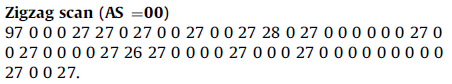 Zigzag scan (AS =00)
97 0 0 0 27 27 0 27 0 0 27 0 0 27 28 0 27 0 0 0 0 0 0 27 0
0 27 0 0 0 0 27 26 27 0 0 0 0 27 0 0 0 27 0 0 0 0 0 0 0 0 0
27 0 0 27.